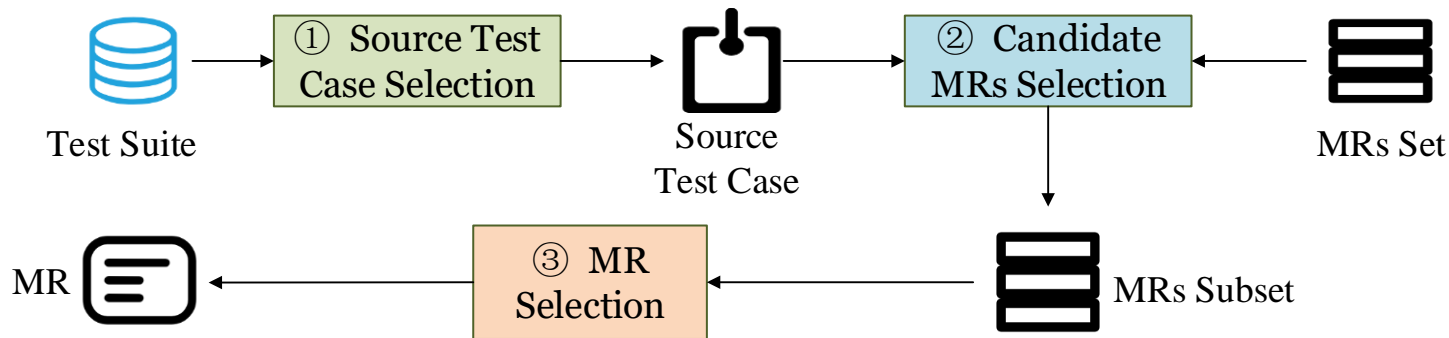 ① Source Test
Case Selection
② Candidate
MRs Selection
Test Suite
Source
Test Case
MRs Set
③ MR
Selection
MR
MRs Subset